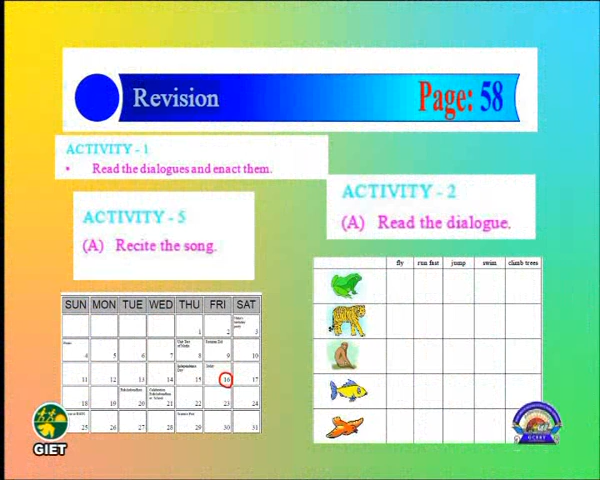 Revision
Page: 58
ACTIVITY - 1
• Read the dialogues and enact them.
ACTIVITY - 2
(A) Read the dialogue.
ACTIVITY - 5
(A) Recite the song.
fly run fast jump swim climb trees
SUN MON TUE WED THU FRI SAT
1 2 3
4 5 6 7 8 9 10
11 12 13 14 15 16 17
18 19 20 21 22 23 24
25 26 27 28 29 30 31
GIET
GCERT